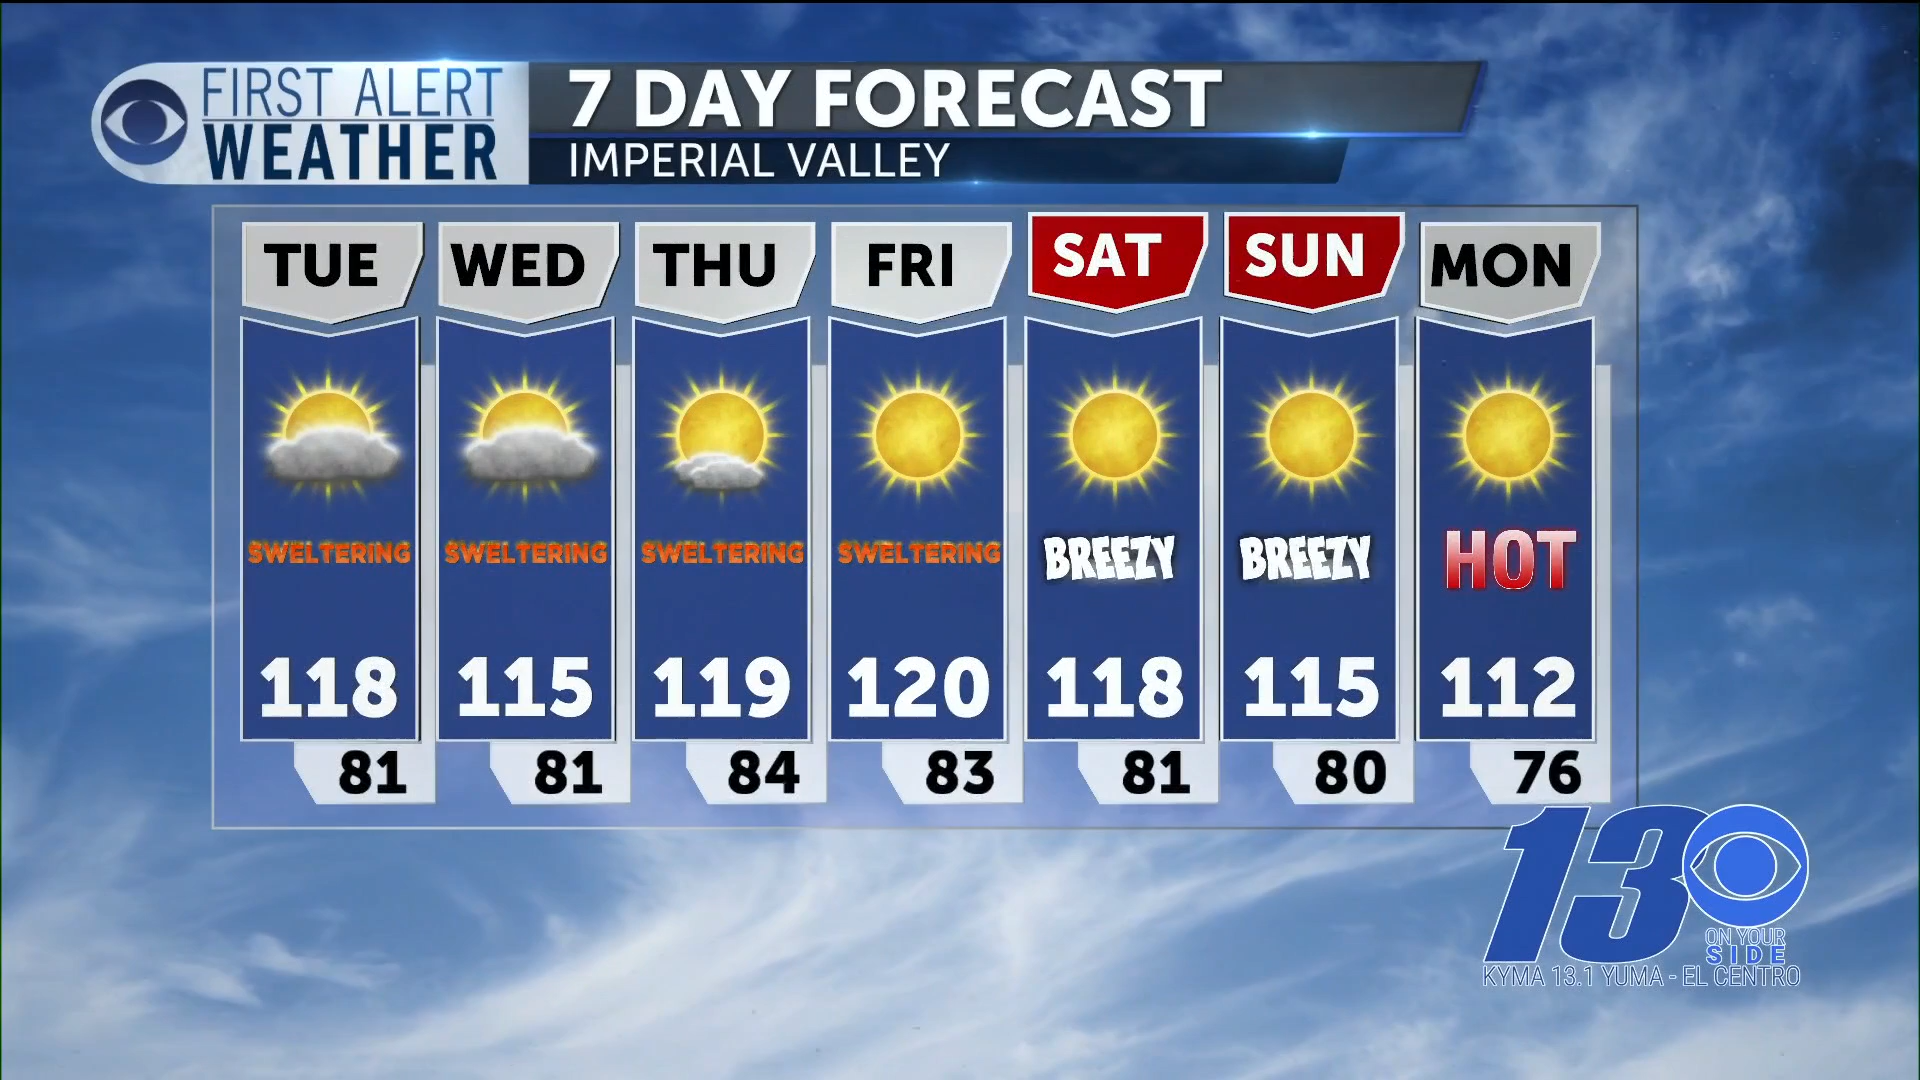 FIRST ALERT
WEATHER
7 DAY FORECAST
IMPERIAL VALLEY
TUE WED THU FRI SAT SUN MON
SWELTERING SWELTERING SWELTERING SWELTERING BREEZY BREEZY HOT
118 115 119 120 118 115 112
81 81 84 83 81 80 76
13
ON YOUR
SIDE
KYMA 13.1 YUMA - EL CENTRO